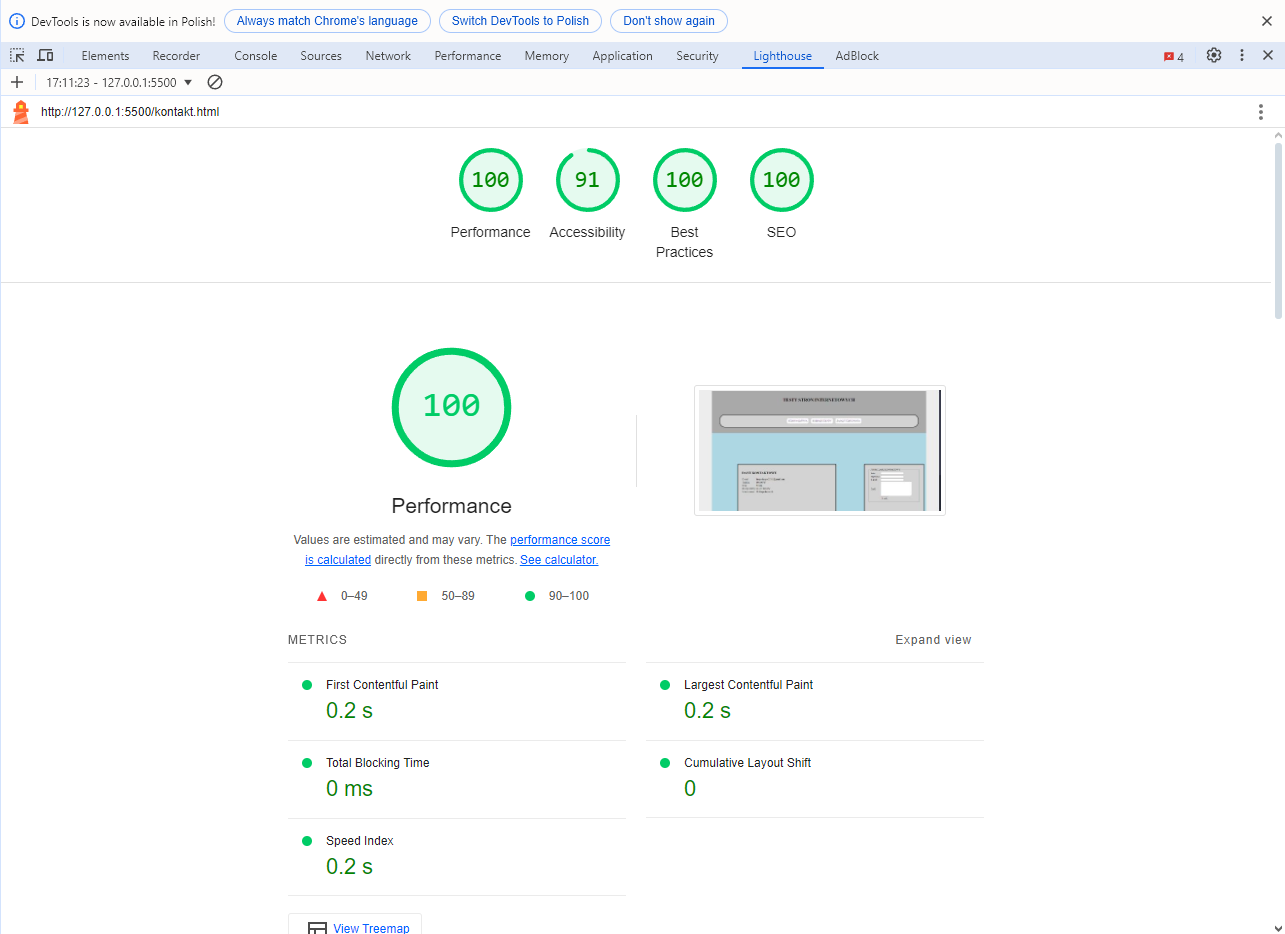 DevTools is now available in Polish! Always match Chrome's language Switch DevTools to Polish Don't show again
Elements Recorder Console Sources Network Performance Memory Application Security Lighthouse AdBlock 4
17:11:23 - 127.0.0.1:5500
http://127.0.0.1:5500/kontakt.html
100 91 100 100
Performance Accessibility Best Practices SEO
100
Performance
Values are estimated and may vary. The performance score
is calculated directly from these metrics. See calculator.
0–49 50–89 90–100
METRICS Expand view
First Contentful Paint Largest Contentful Paint
0.2 s 0.2 s
Total Blocking Time Cumulative Layout Shift
0 ms 0
Speed Index
0.2 s
View Treemap